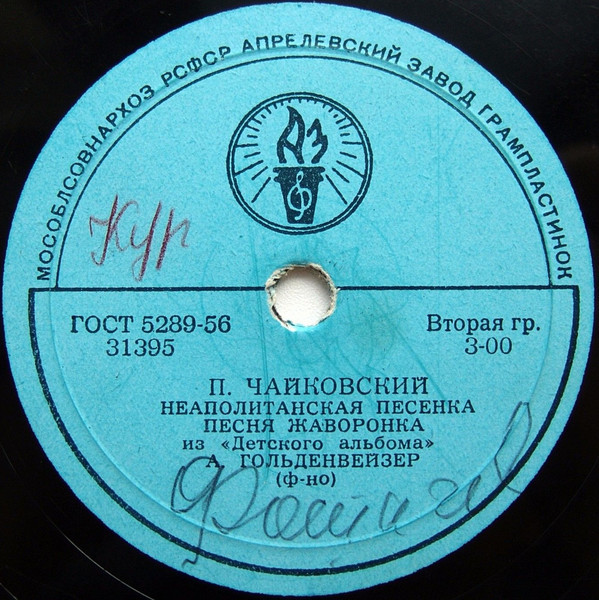 МОСОБЛСОВНАРХОЗ РСФСР АПРЕЛЕВСКИЙ ЗАВОД ГРАМПЛАСТИНОК
АЗ
Кур
ГОСТ 5289-56
31395
Вторая гр.
3-00
П. ЧАЙКОВСКИЙ
НЕАПОЛИТАНСКАЯ ПЕСЕНКА
ПЕСНЯ ЖАВОРОНКА
из «Детского альбома»
А. ГОЛЬДЕНВЕЙЗЕР
(ф-но)